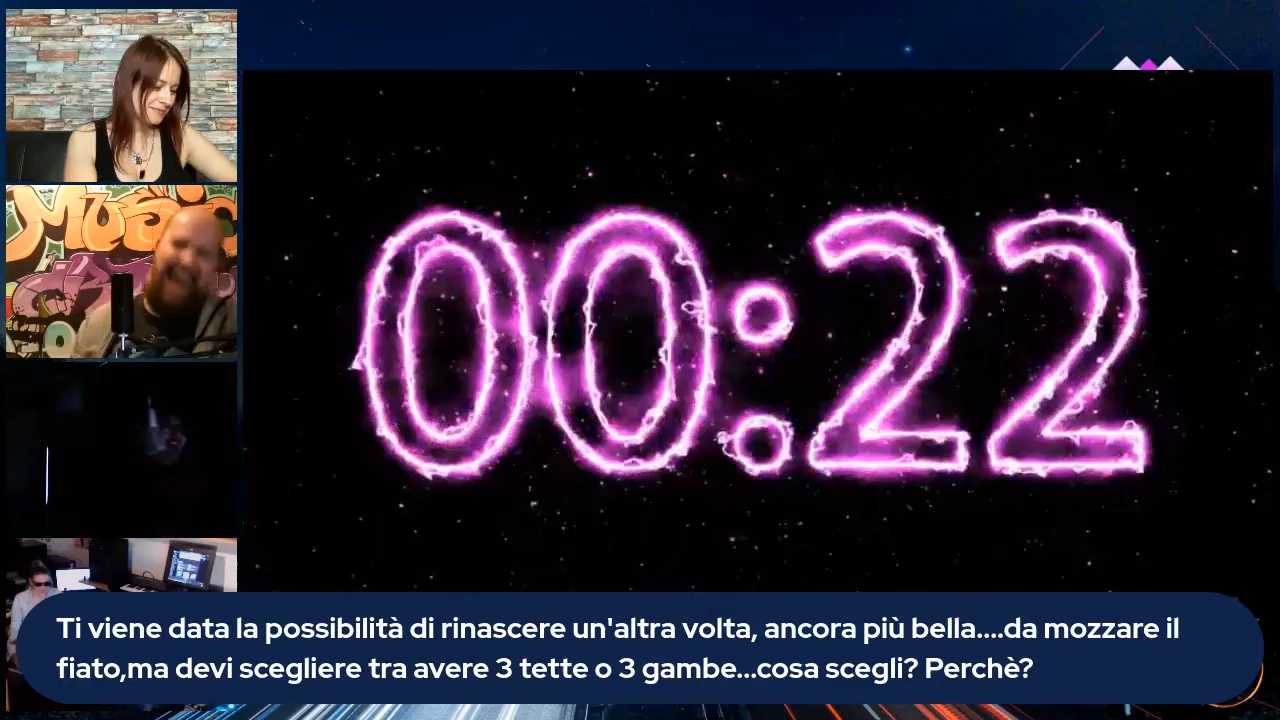 Music
00:22
Ti viene data la possibilità di rinascere un'altra volta, ancora più bella....da mozzare il
fiato,ma devi scegliere tra avere 3 tette o 3 gambe...cosa scegli? Perchè?